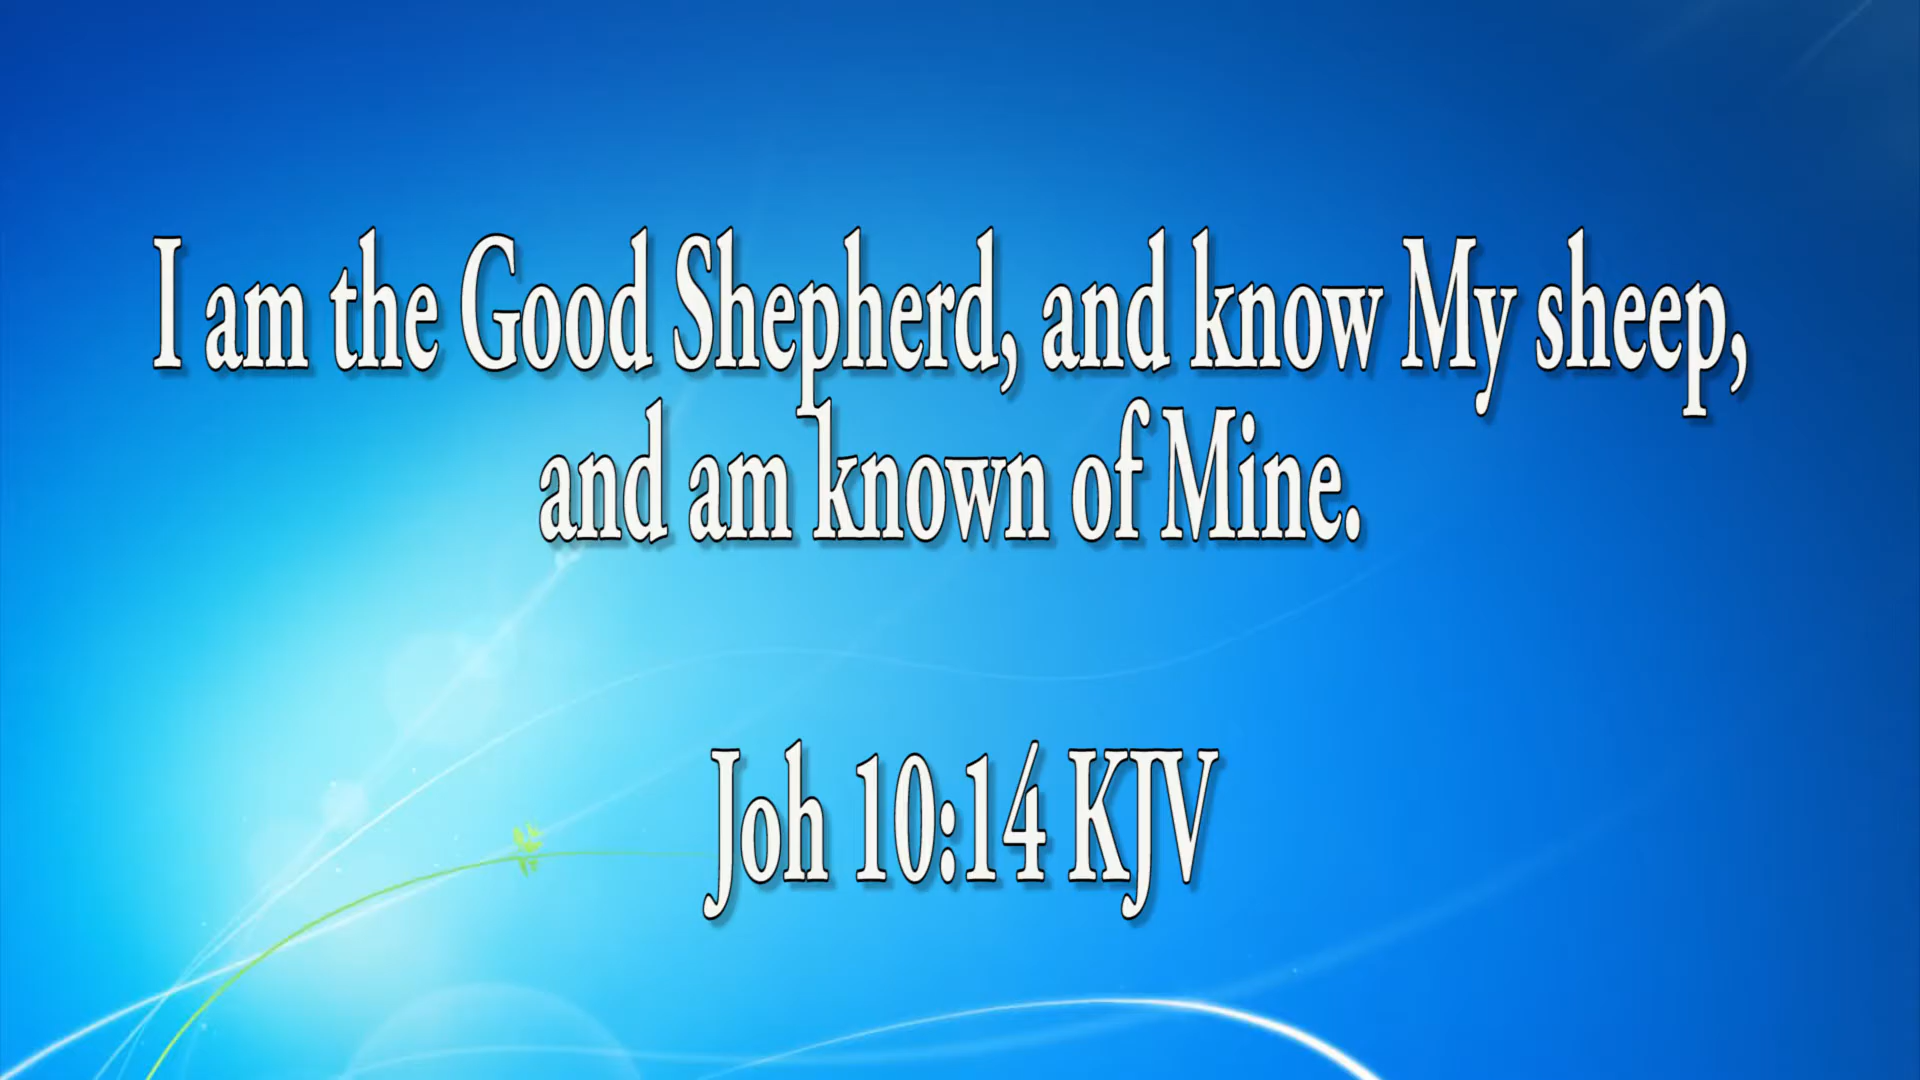 I am the Good Shepherd, and know My sheep,
and am known of Mine.
Joh 10:14 KJV